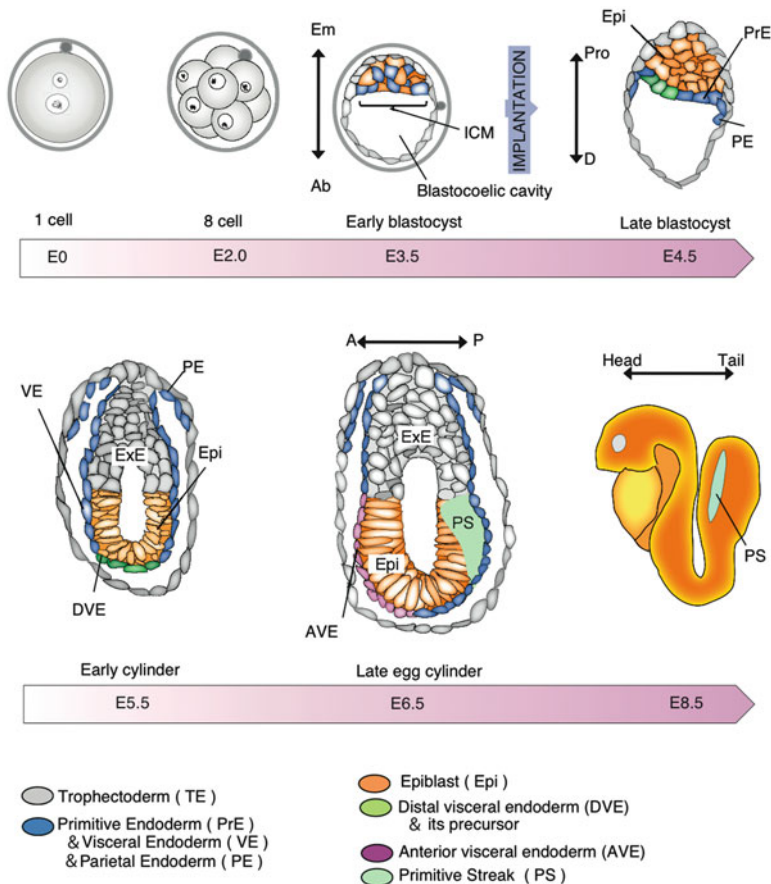 Em
Ab
ICM
Blastocoelic cavity
IMPLANTATION
Epi
PrE
Pro
D
PE
1 cell
8 cell
Early blastocyst
Late blastocyst
E0
E2.0
E3.5
E4.5
VE
PE
ExE
Epi
DVE
A
P
ExE
PS
Epi
AVE
Head
Tail
PS
Early cylinder
Late egg cylinder
E5.5
E6.5
E8.5
Trophectoderm ( TE )
Primitive Endoderm ( PrE )
& Visceral Endoderm ( VE )
& Parietal Endoderm ( PE )
Epiblast ( Epi )
Distal visceral endoderm (DVE)
& its precursor
Anterior visceral endoderm (AVE)
Primitive Streak ( PS )